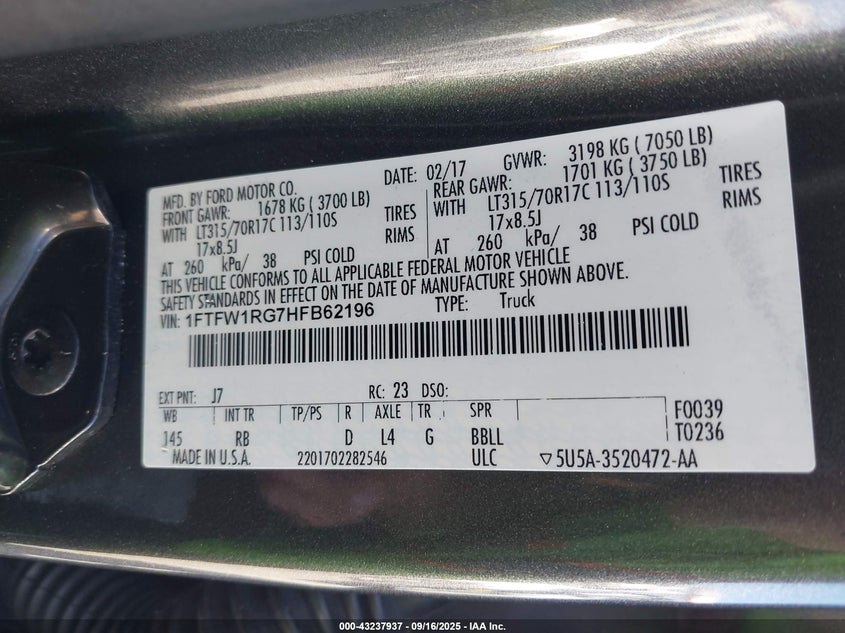 MFD. BY FORD MOTOR CO. DATE: 02/17 GVWR: 3198 KG ( 7050 LB)
FRONT GAWR: 1678 KG ( 3700 LB) REAR GAWR: 1701 KG ( 3750 LB)
WITH LT315/70R17C 113/110S TIRES WITH LT315/70R17C 113/110S TIRES
17x8.5J RIMS 17x8.5J RIMS
AT 260 kPa/ 38 PSI COLD AT 260 kPa/ 38 PSI COLD
THIS VEHICLE CONFORMS TO ALL APPLICABLE FEDERAL MOTOR VEHICLE
SAFETY STANDARDS IN EFFECT ON THE DATE OF MANUFACTURE SHOWN ABOVE.
VIN: 1FTFW1RG7HFB62196 TYPE: Truck
EXT PNT: J7 RC: 23 DSO:
WB INT TR TP/PS R AXLE TR SPR F0039
145 RB D L4 G BBLL T0236
MADE IN U.S.A. 2201702282546 ULC ▽5U5A-3520472-AA
000-43237937 - 09/16/2025 - IAA Inc.